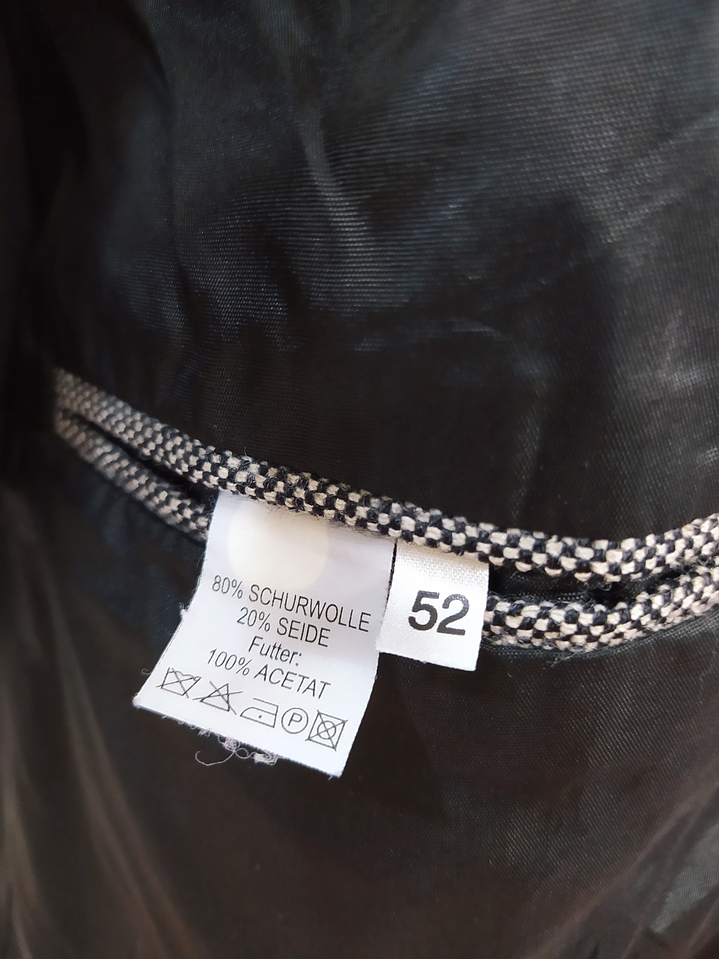 80% SCHURWOLLE
20% SEIDE
Futter:
100% ACETAT
P
52